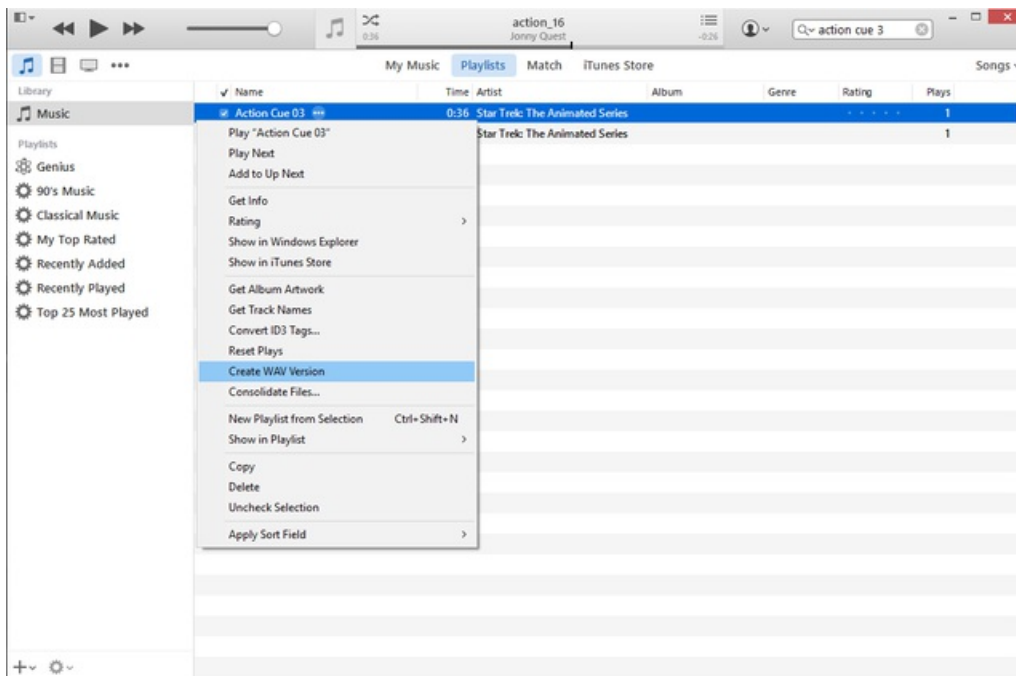 action_16
Jonny Quest
0:36
-0:26
action cue 3
My Music Playlists Match iTunes Store
Songs
Library
Music
Playlists
Genius
90's Music
Classical Music
My Top Rated
Recently Added
Recently Played
Top 25 Most Played
Name Time Artist Album Genre Rating Plays
Action Cue 03 0:36 Star Trek: The Animated Series 1
Star Trek: The Animated Series 1
Play "Action Cue 03"
Play Next
Add to Up Next
Get Info
Rating
Show in Windows Explorer
Show in iTunes Store
Get Album Artwork
Get Track Names
Convert ID3 Tags...
Reset Plays
Create WAV Version
Consolidate Files...
New Playlist from Selection Ctrl+Shift+N
Show in Playlist
Copy
Delete
Uncheck Selection
Apply Sort Field